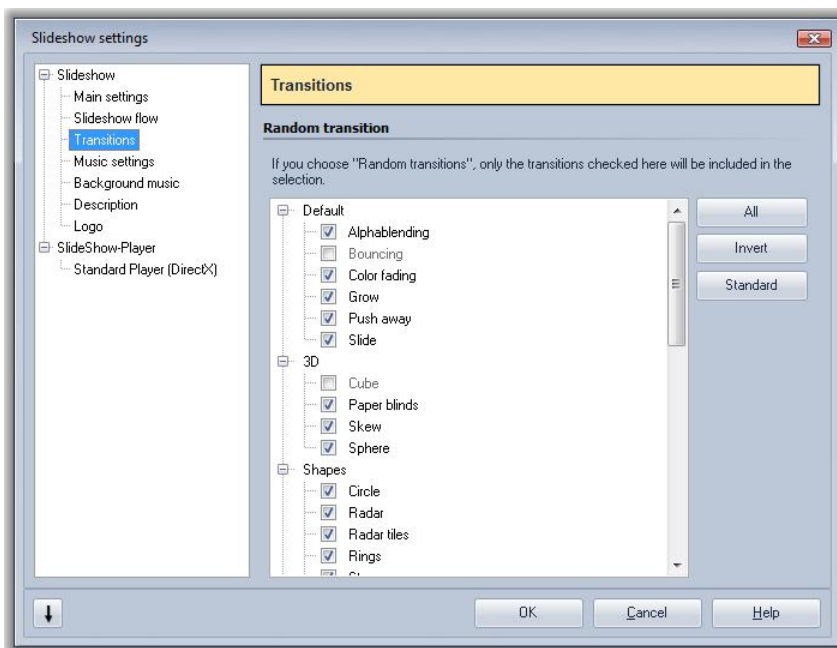 Slideshow settings
Slideshow
Main settings
Slideshow flow
Transitions
Music settings
Background music
Description
Logo
SlideShow-Player
Standard Player (DirectX)
Transitions
Random transition
If you choose "Random transitions", only the transitions checked here will be included in the
selection.
Default
Alphablending
Bouncing
Color fading
Grow
Push away
Slide
3D
Cube
Paper blinds
Skew
Sphere
Shapes
Circle
Radar
Radar tiles
Rings
All
Invert
Standard
OK
Cancel
Help